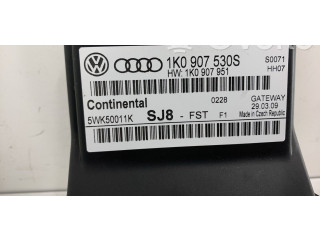 1K0 907 530S S0071
HW: 1K0 907 951 HH07
Continental 0228 GATEWAY
5WK50011K SJ8 - FST F1 29.03.09
Made in Czech Republic